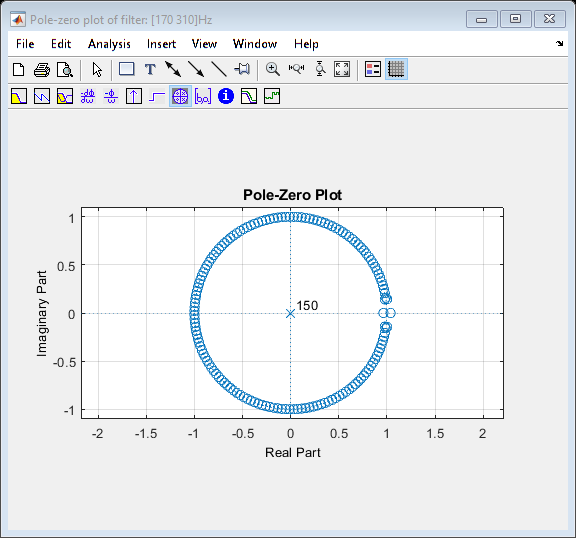 Pole-zero plot of filter: [170 310]Hz
File Edit Analysis Insert View Window Help
Pole-Zero Plot
1
0.5
0
-0.5
-1
Imaginary Part
150
-2 -1.5 -1 -0.5 0 0.5 1 1.5 2
Real Part